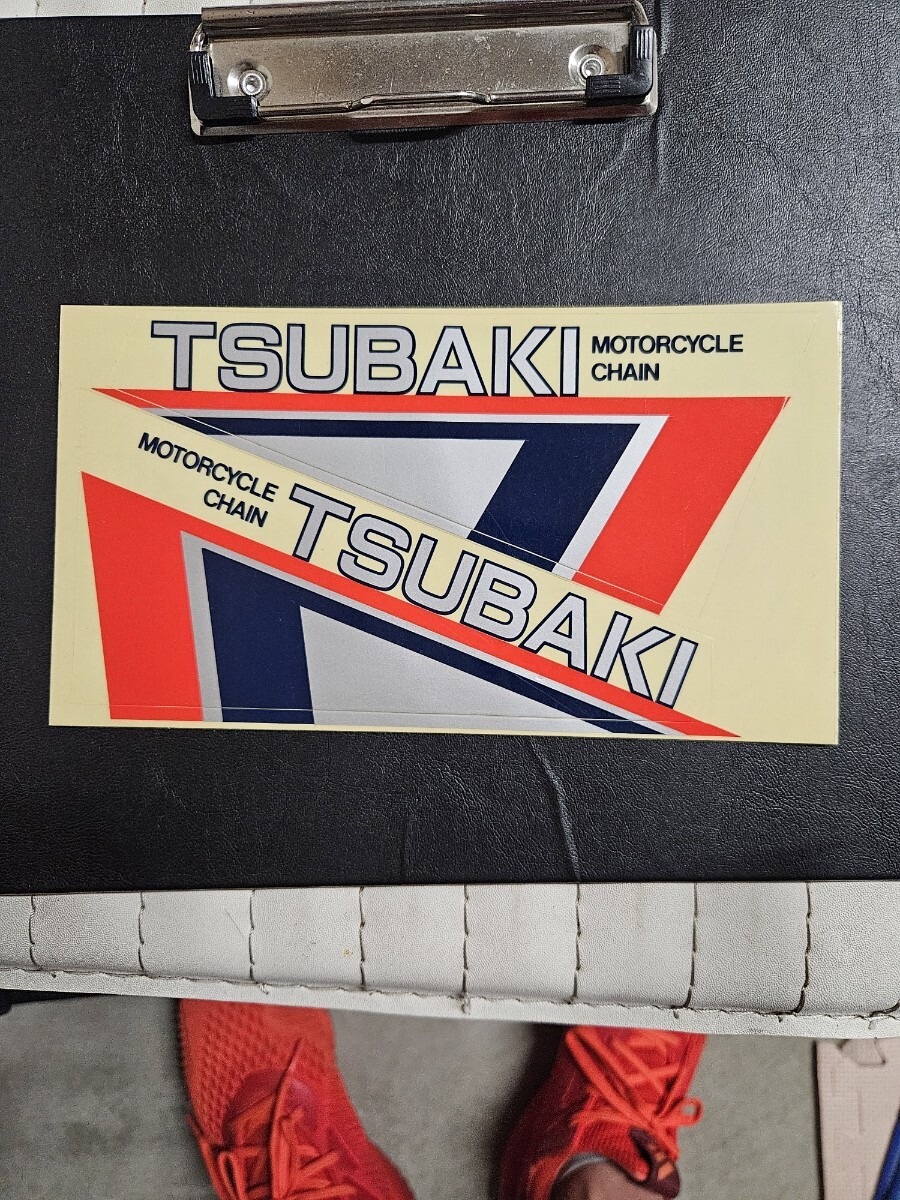 TSUBAKI MOTORCYCLE
CHAIN
MOTORCYCLE
CHAIN
TSUBAKI